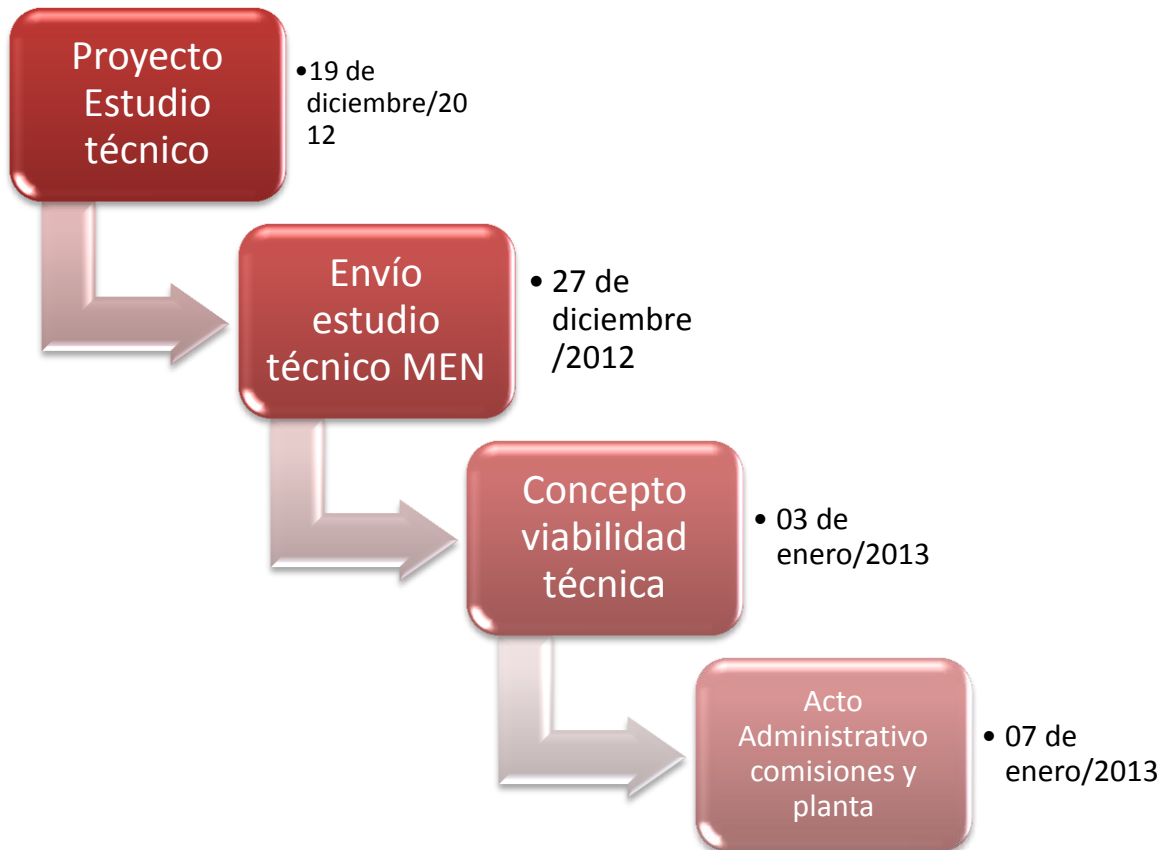 Proyecto
Estudio
técnico
•19 de
diciembre/20
12
Envío
estudio
técnico MEN
• 27 de
diciembre
/2012
Concepto
viabilidad
técnica
• 03 de
enero/2013
Acto
Administrativo
comisiones y
planta
• 07 de
enero/2013